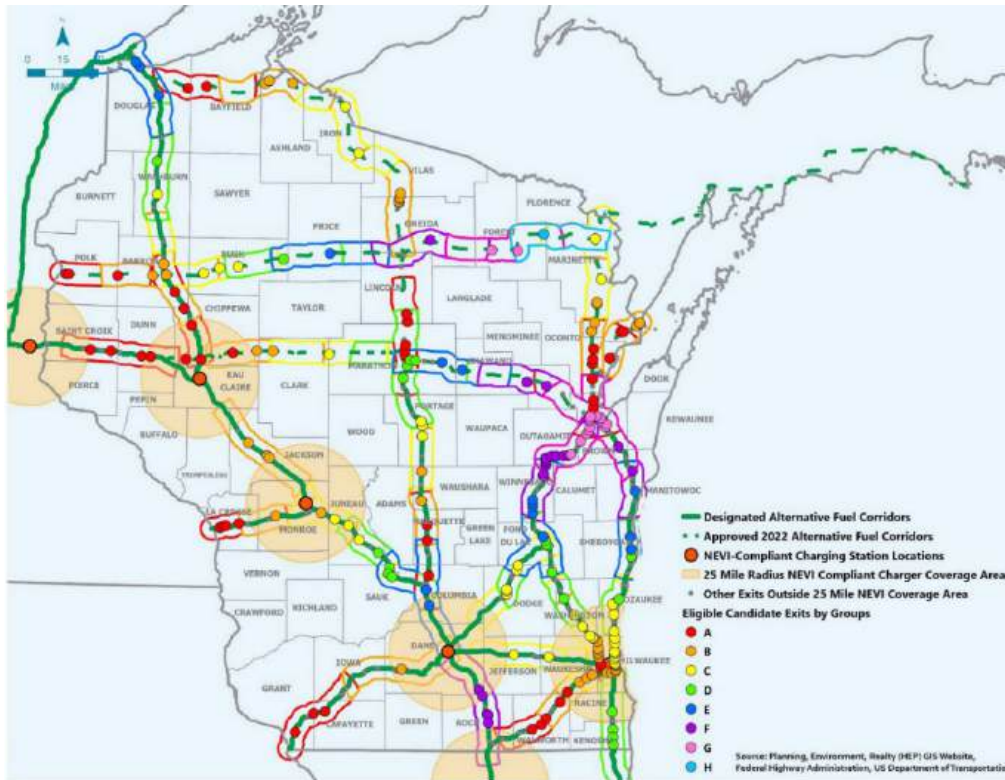 0 15
DOUGLAS
BAYFIELD
ASHLAND
IRON
VILAS
BURNETT
WASHBURN
SAWYER
PRICE
ONEIDA
FOREST
FLORENCE
MARINETTE
POLK
BARRON
RUSK
LINCOLN
LANGLADE
CHIPPEWA
TAYLOR
MENOMINEE
OCONTO
SAINT CROIX
DUNN
PIERCE
PEPIN
EAU
CLAIRE
CLARK
MARATHON
SHAWANO
DOOR
KEWAUNEE
BUFFALO
JACKSON
WOOD
PORTAGE
WAUPACA
OUTAGAMIE
BROWN
TREMPEALEAU
LA CROSSE
MONROE
JUNEAU
ADAMS
WAUSHARA
WINNEBAGO
CALUMET
MANITOWOC
MARQUETTE
GREEN
LAKE
FOND
DU LAC
SHEBOYGAN
VERNON
CRAWFORD
RICHLAND
SAUK
COLUMBIA
DODGE
WASHINGTON
OZAUKEE
GRANT
IOWA
DANE
JEFFERSON
WAUKESHA
MILWAUKEE
LAFAYETTE
GREEN
ROCK
WALWORTH
RACINE
KENOSHA
Designated Alternative Fuel Corridors
Approved 2022 Alternative Fuel Corridors
NEVI-Compliant Charging Station Locations
25 Mile Radius NEVI Compliant Charger Coverage Area
Other Exits Outside 25 Mile NEVI Coverage Area
Eligible Candidate Exits by Groups
A
B
C
D
E
F
G
H
Source: Planning, Environment, Realty (HEP) GIS Website,
Federal Highway Administration, US Department of Transportation